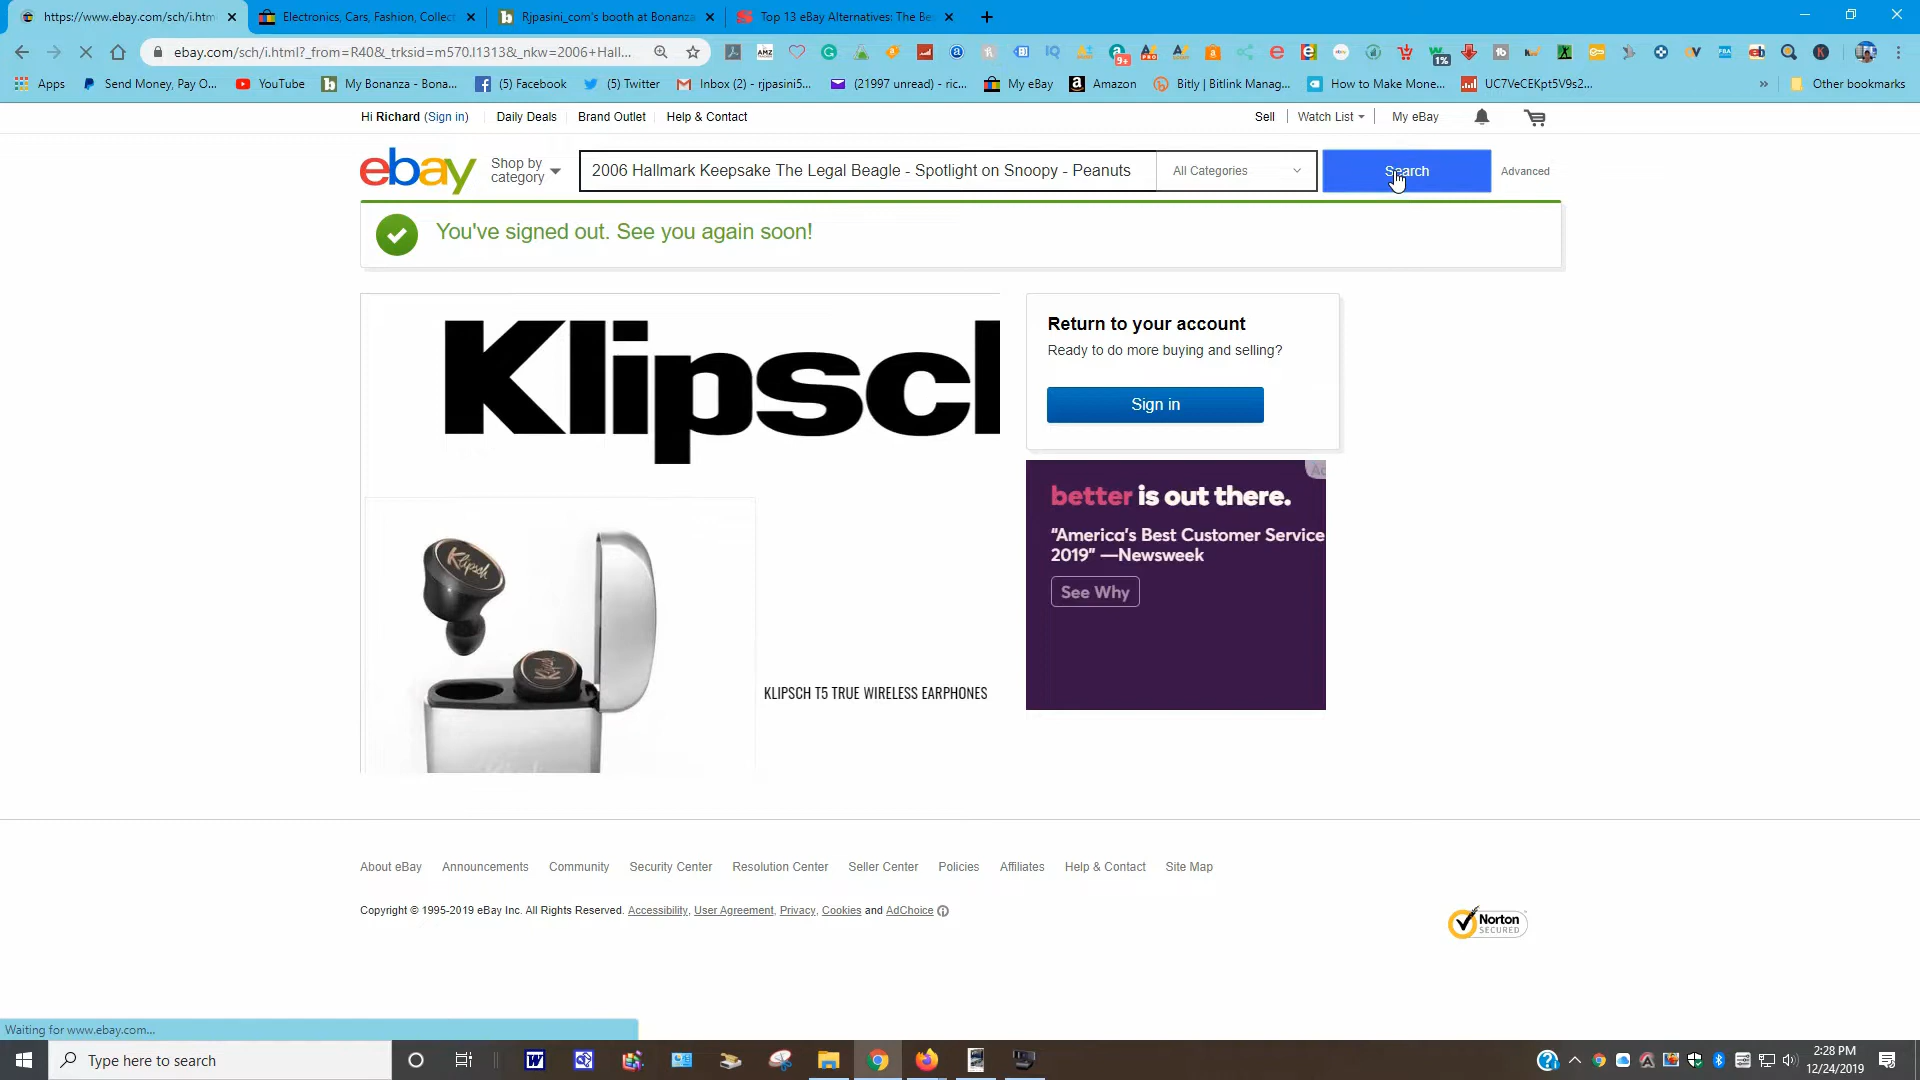 https://www.ebay.com/sch/i.htm
Electronics, Cars, Fashion, Collect
Rjpasini_com's booth at Bonanza
Top 13 eBay Alternatives: The Be
ebay.com/sch/i.html?_from=R40&_trksid=m570.l1313&_nkw=2006+Hall...
Apps Send Money, Pay O... YouTube My Bonanza - Bona... (5) Facebook (5) Twitter Inbox (2) - rjpasini5... (21997 unread) - ric... My eBay Amazon Bitly | Bitlink Manag... How to Make Mone... UC7VeCEKpt5V9s2... » Other bookmarks
Hi Richard (Sign in) Daily Deals Brand Outlet Help & Contact Sell Watch List My eBay
ebay
Shop by
category
2006 Hallmark Keepsake The Legal Beagle - Spotlight on Snoopy - Peanuts All Categories Search Advanced
You've signed out. See you again soon!
Klipsch
Return to your account
Ready to do more buying and selling?
Sign in
better is out there.
"America's Best Customer Service
2019" —Newsweek
See Why
Klipsch
KLIPSCH T5 TRUE WIRELESS EARPHONES
About eBay Announcements Community Security Center Resolution Center Seller Center Policies Affiliates Help & Contact Site Map
Copyright © 1995-2019 eBay Inc. All Rights Reserved. Accessibility, User Agreement, Privacy, Cookies and AdChoice
Norton
SECURED
Waiting for www.ebay.com...
Type here to search
2:28 PM
12/24/2019